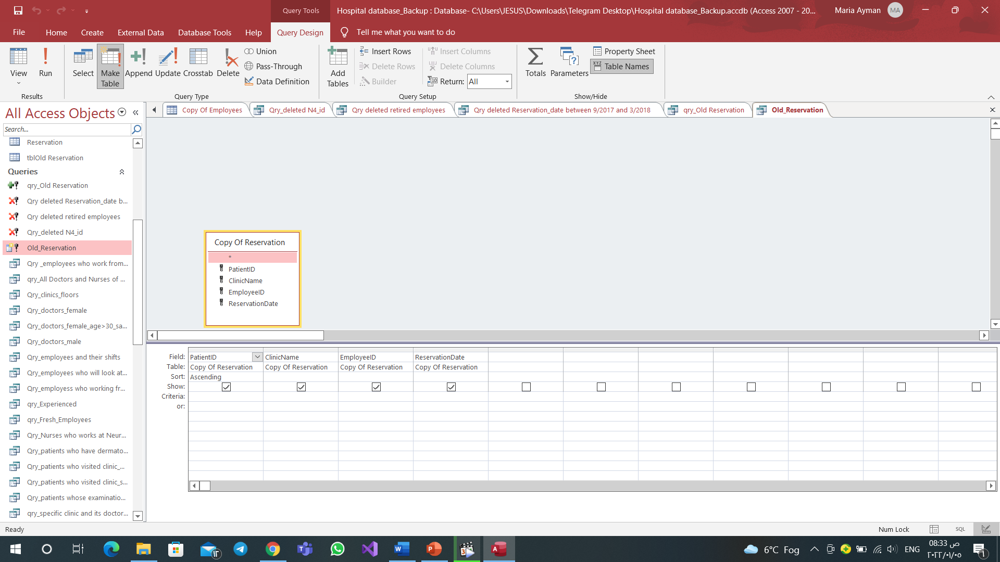 Query Tools
Hospital database_Backup : Database- C:\Users\JESUS\Downloads\Telegram Desktop\Hospital database_Backup.accdb (Access 2007 - 20...
Maria Ayman
MA
File
Home
Create
External Data
Database Tools
Help
Query Design
Tell me what you want to do
View
Run
Select
Make Table
Append
Update
Crosstab
Delete
Union
Pass-Through
Data Definition
Add Tables
Insert Rows
Delete Rows
Builder
Insert Columns
Delete Columns
Return: All
Totals
Parameters
Property Sheet
Table Names
Results
Query Type
Query Setup
Show/Hide
All Access Objects
Search...
Reservation
tblOld Reservation
Queries
qry_Old Reservation
Qry deleted Reservation_date b...
Qry deleted retired employees
Qry_deleted N4_id
Old_Reservation
Qry _employees who work from...
qry_All Doctors and Nurses of ...
Qry_clinics_floors
Qry_doctors_female
Qry_doctors_female_age>30_sa...
Qry_doctors_male
Qry_employees and their shifts
Qry_employees who will look at...
Qry_employess who working fr...
qry_Experienced
qry_Fresh_Employees
Qry_Nurses who works at Neur...
Qry_patients who have dermato...
Qry_patients who visited clinic_...
Qry_patients who visited clinic_s...
Qry_patients whose examinatio...
qry_specific clinic and its doctor...
Copy Of Employees
Qry_deleted N4_id
Qry deleted retired employees
Qry deleted Reservation_date between 9/2017 and 3/2018
qry_Old Reservation
Old_Reservation
Copy Of Reservation
*
PatientID
ClinicName
EmployeeID
ReservationDate
Field: PatientID ClinicName EmployeeID ReservationDate
Table: Copy Of Reservation Copy Of Reservation Copy Of Reservation Copy Of Reservation
Sort: Ascending
Show:
Criteria:
or:
Ready
Num Lock
SQL
6°C Fog
ENG
08:33 ص
٢٠٢٢/٠١/٠٥
١٣
١